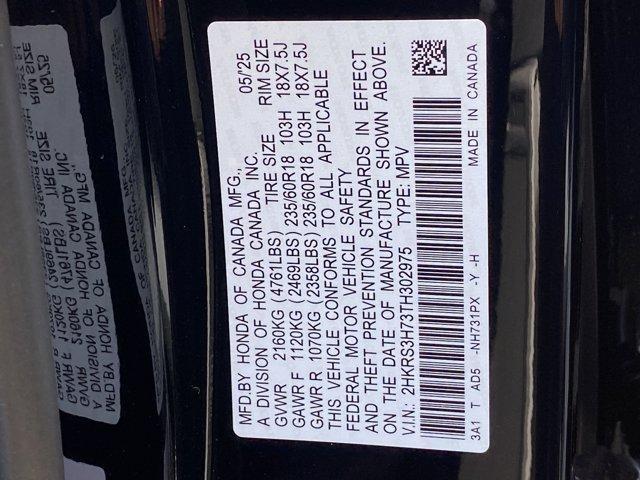 MFD.BY HONDA OF CANADA MFG., 05/'25
A DIVISION OF HONDA CANADA INC.
GVWR 2160KG (4761LBS) TIRE SIZE RIM SIZE
GAWR F 1120KG (2469LBS) 235/60R18 103H 18X7.5J
GAWR R 1070KG (2358LBS) 235/60R18 103H 18X7.5J
THIS VEHICLE CONFORMS TO ALL APPLICABLE
FEDERAL MOTOR VEHICLE SAFETY
AND THEFT PREVENTION STANDARDS IN EFFECT
ON THE DATE OF MANUFACTURE SHOWN ABOVE.
V.I.N.: 2HKRS3H73TH302975 TYPE: MPV
3A1 T AD5 -NH731PX -Y -H MADE IN CANADA